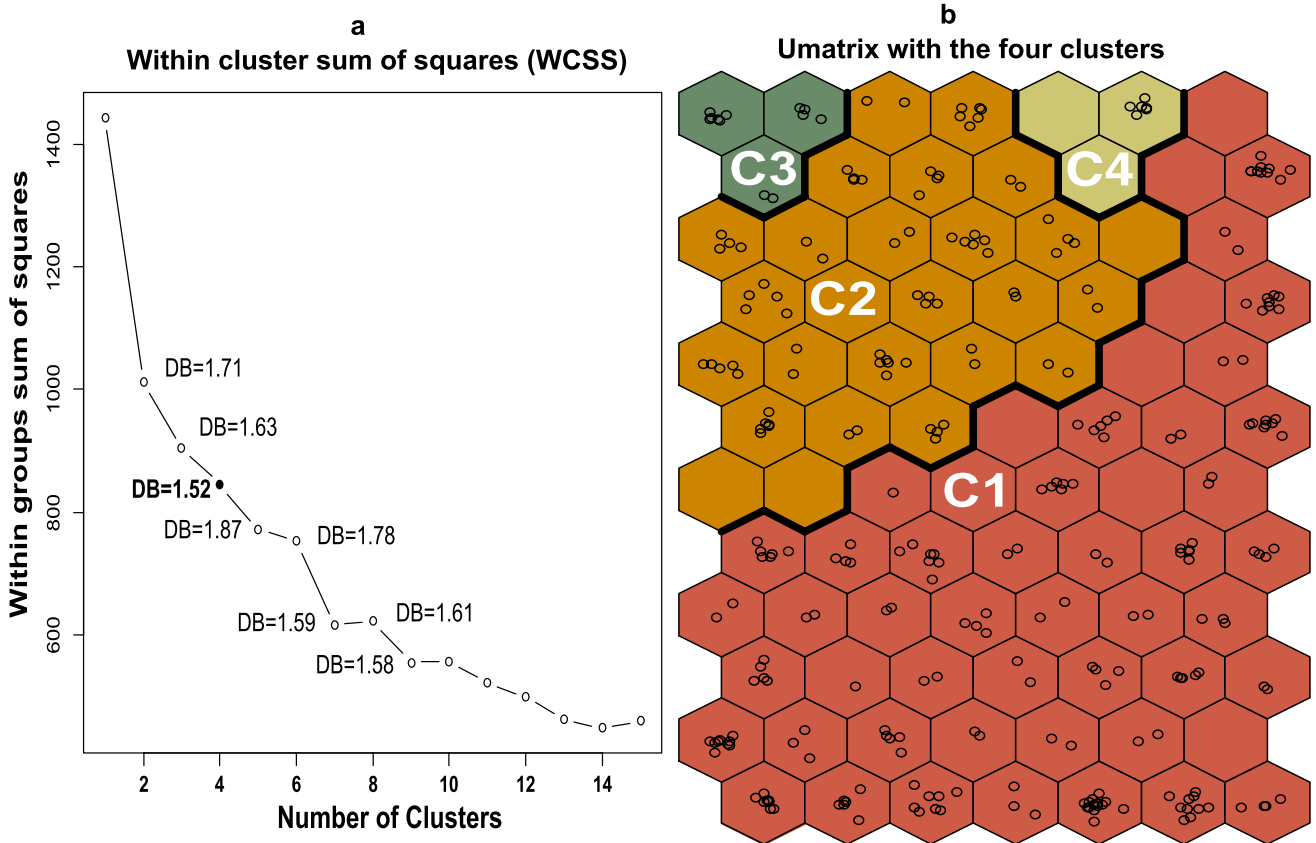 a
Within cluster sum of squares (WCSS)
Within groups sum of squares
1400
1200
1000
800
600
DB=1.71
DB=1.63
DB=1.52
DB=1.87
DB=1.78
DB=1.59
DB=1.61
DB=1.58
2 4 6 8 10 12 14
Number of Clusters
b
Umatrix with the four clusters
C3
C4
C2
C1